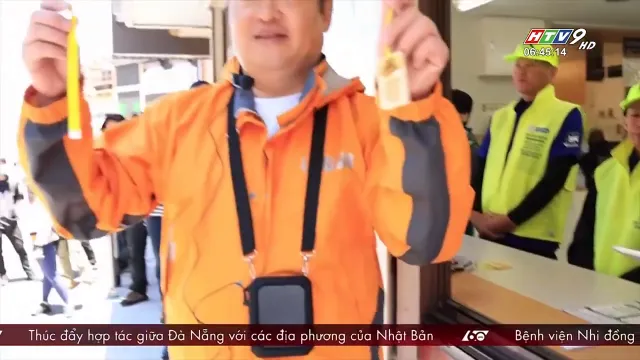 HTV9 HD
06:45:14
Thúc đẩy hợp tác giữa Đà Nẵng với các địa phương của Nhật Bản 60 Bệnh viện Nhi đồng